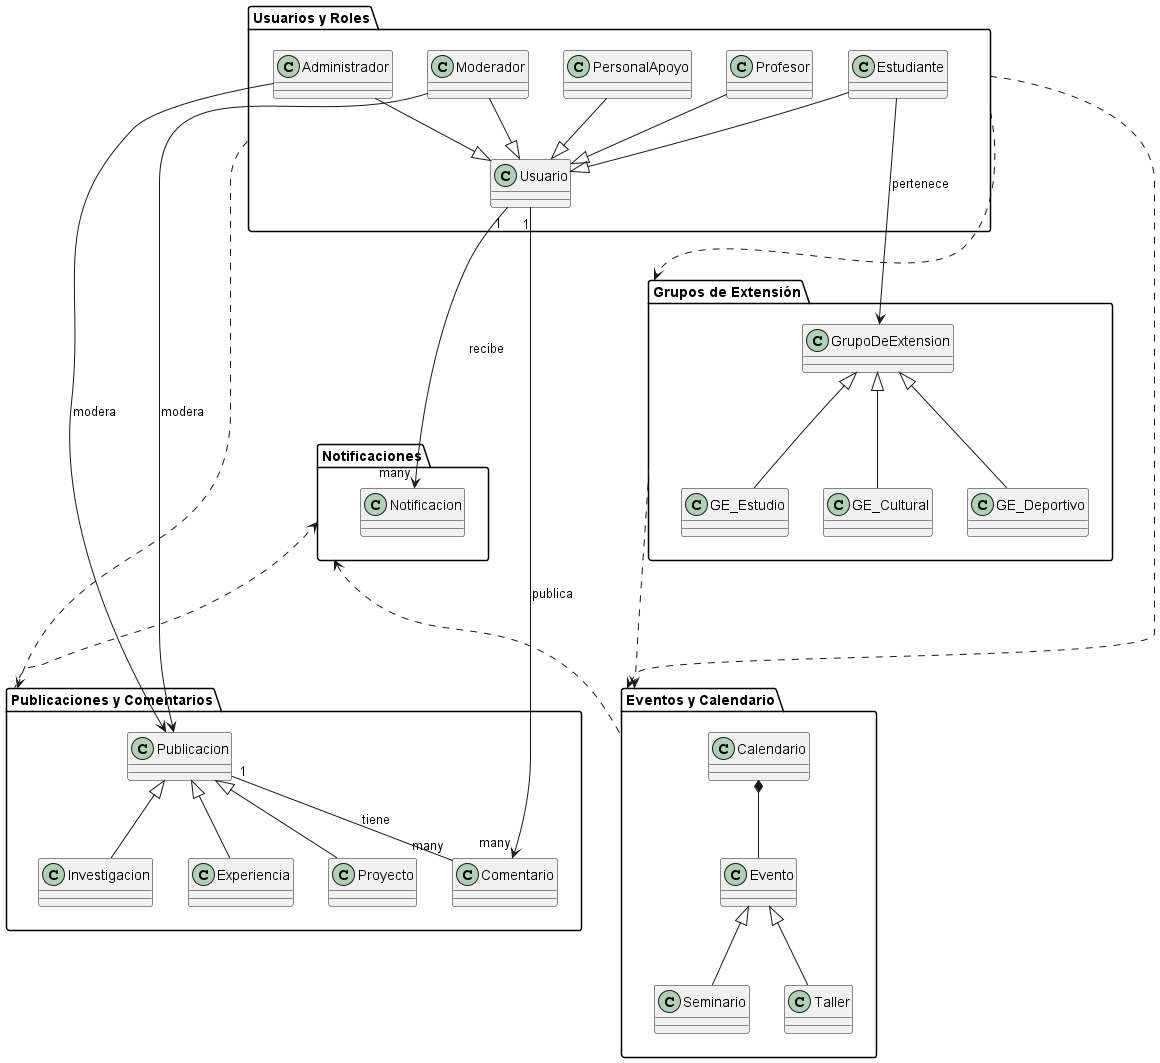 Usuarios y Roles
C Administrador
C Moderador
C PersonalApoyo
C Profesor
C Estudiante
C Usuario
pertenece
1
1
Grupos de Extensión
C GrupoDeExtension
recibe
modera
modera
Notificaciones
many
C Notificacion
C GE_Estudio
C GE_Cultural
C GE_Deportivo
publica
Publicaciones y Comentarios
Eventos y Calendario
C Publicacion
C Calendario
1
tiene
many
many
C Investigacion
C Experiencia
C Proyecto
C Comentario
C Evento
C Seminario
C Taller